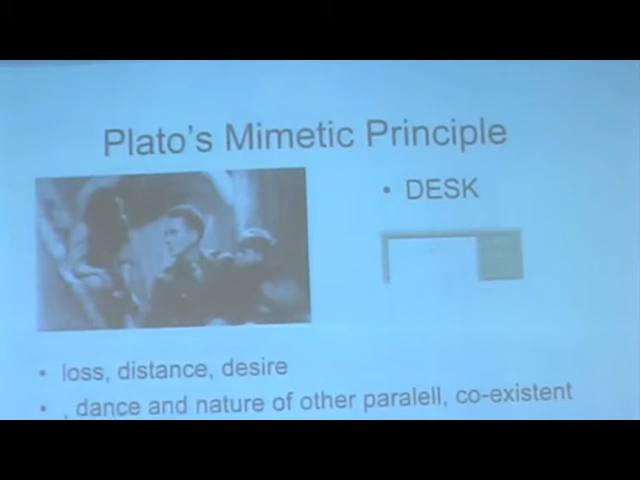 Plato's Mimetic Principle
• DESK
• loss, distance, desire
• , dance and nature of other paralell, co-existent